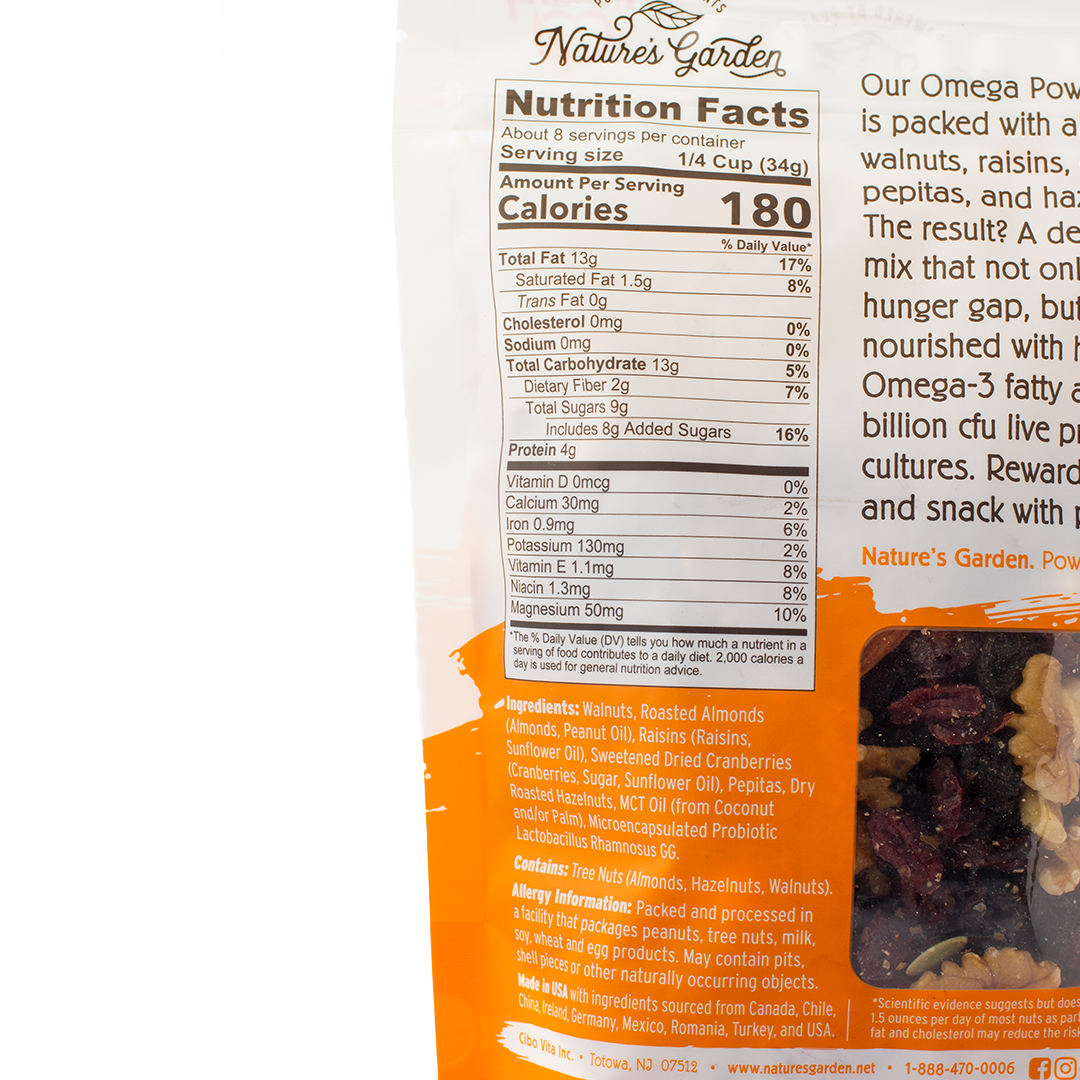 Nature's Garden
Nutrition Facts
About 8 servings per container
Serving size 1/4 Cup (34g)
Amount Per Serving
Calories 180
% Daily Value*
Total Fat 13g 17%
Saturated Fat 1.5g 8%
Trans Fat 0g
Cholesterol 0mg 0%
Sodium 0mg 0%
Total Carbohydrate 13g 5%
Dietary Fiber 2g 7%
Total Sugars 9g
Includes 8g Added Sugars 16%
Protein 4g
Vitamin D 0mcg 0%
Calcium 30mg 2%
Iron 0.9mg 6%
Potassium 130mg 2%
Vitamin E 1.1mg 8%
Niacin 1.3mg 8%
Magnesium 50mg 10%
*The % Daily Value (DV) tells you how much a nutrient in a
serving of food contributes to a daily diet. 2,000 calories a
day is used for general nutrition advice.
Ingredients: Walnuts, Roasted Almonds
(Almonds, Peanut Oil), Raisins (Raisins,
Sunflower Oil), Sweetened Dried Cranberries
(Cranberries, Sugar, Sunflower Oil), Pepitas, Dry
Roasted Hazelnuts, MCT Oil (from Coconut
and/or Palm), Microencapsulated Probiotic
Lactobacillus Rhamnosus GG.
Contains: Tree Nuts (Almonds, Hazelnuts, Walnuts).
Allergy Information: Packed and processed in
a facility that packages peanuts, tree nuts, milk,
soy, wheat and egg products. May contain pits,
shell pieces or other naturally occurring objects.
Made in USA with ingredients sourced from Canada, Chile,
China, Ireland, Germany, Mexico, Romania, Turkey, and USA.
Our Omega Pow
is packed with a
walnuts, raisins,
pepitas, and haz
The result? A de
mix that not onl
hunger gap, but
nourished with h
Omega-3 fatty a
billion cfu live pr
cultures. Reward
and snack with p
Nature's Garden. Pow
*Scientific evidence suggests but does
1.5 ounces per day of most nuts as part
fat and cholesterol may reduce the risk
Cibo Vita Inc. • Totowa, NJ 07512 • www.naturesgarden.net • 1-888-470-0006